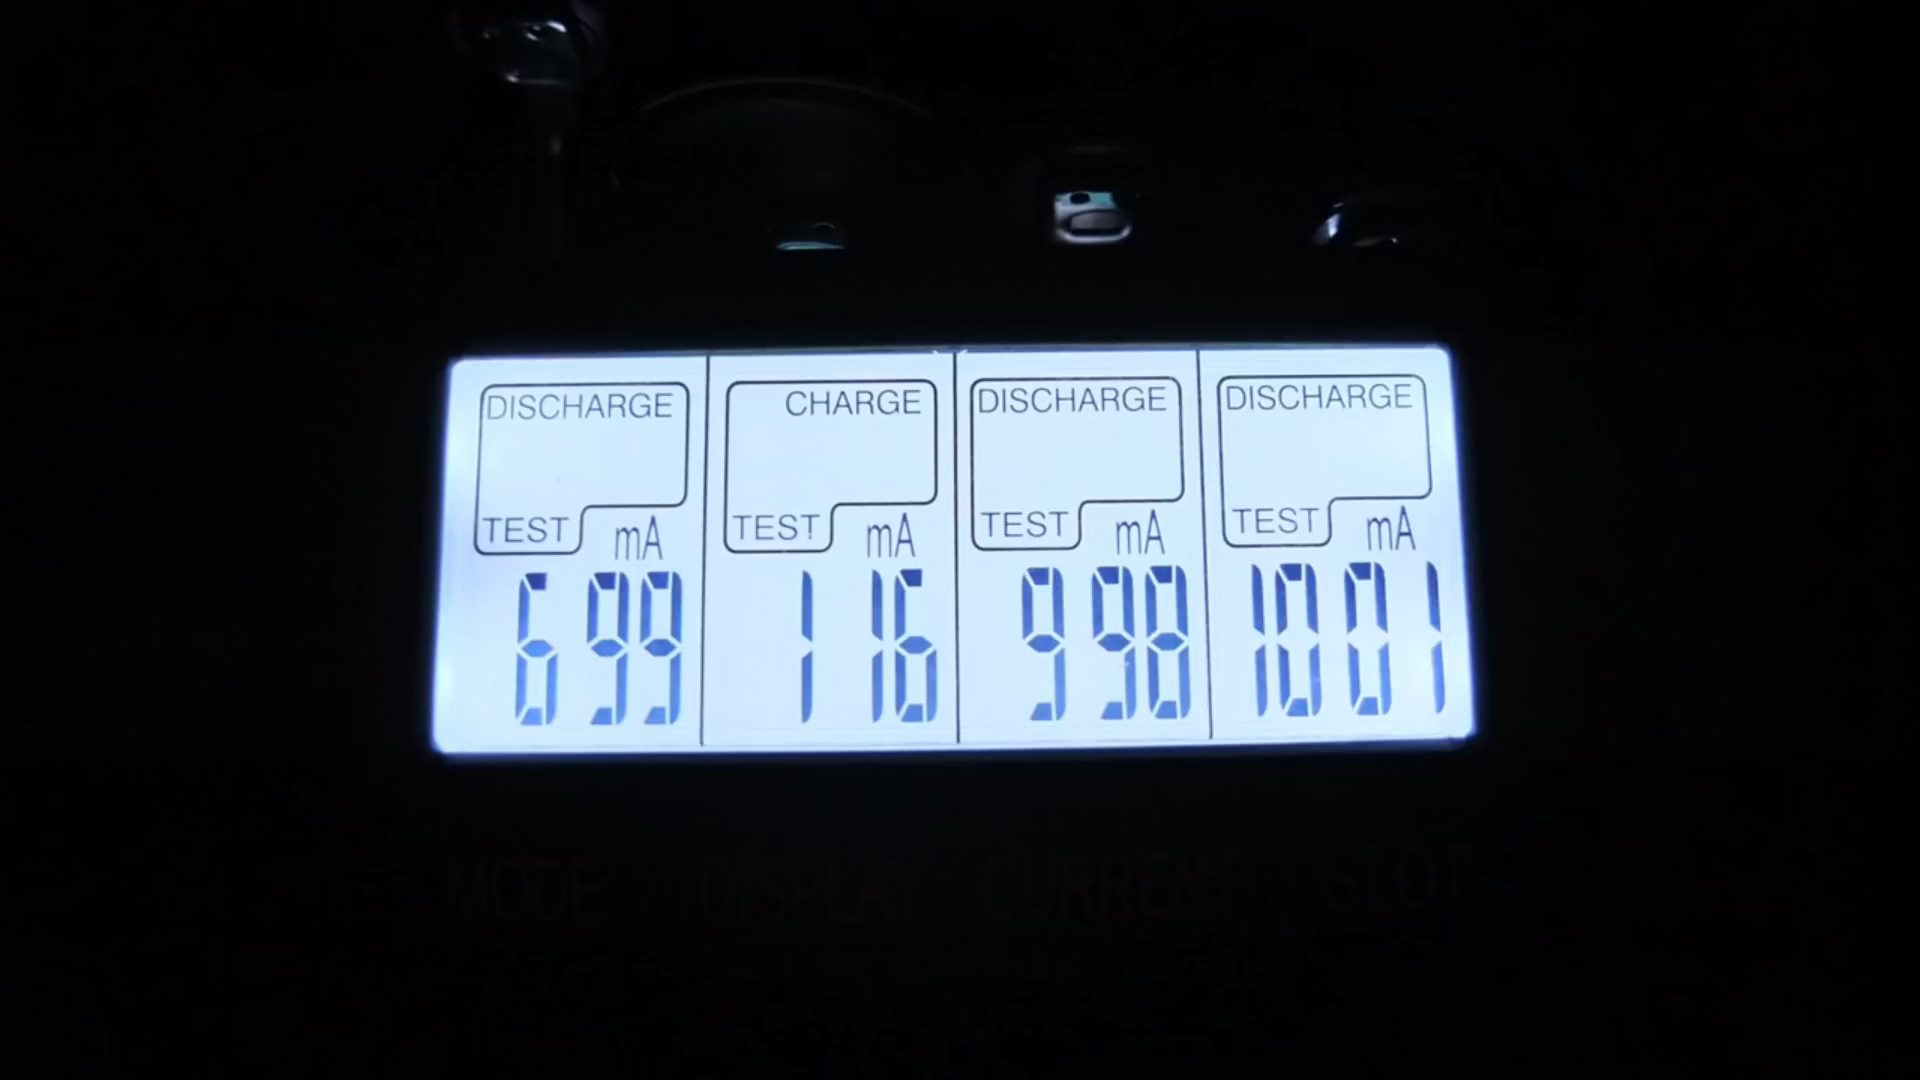 DISCHARGE CHARGE DISCHARGE DISCHARGE
TEST mA TEST mA TEST mA TEST mA
699 116 998 1001
MODE DISPLAY CURRENT SLOT